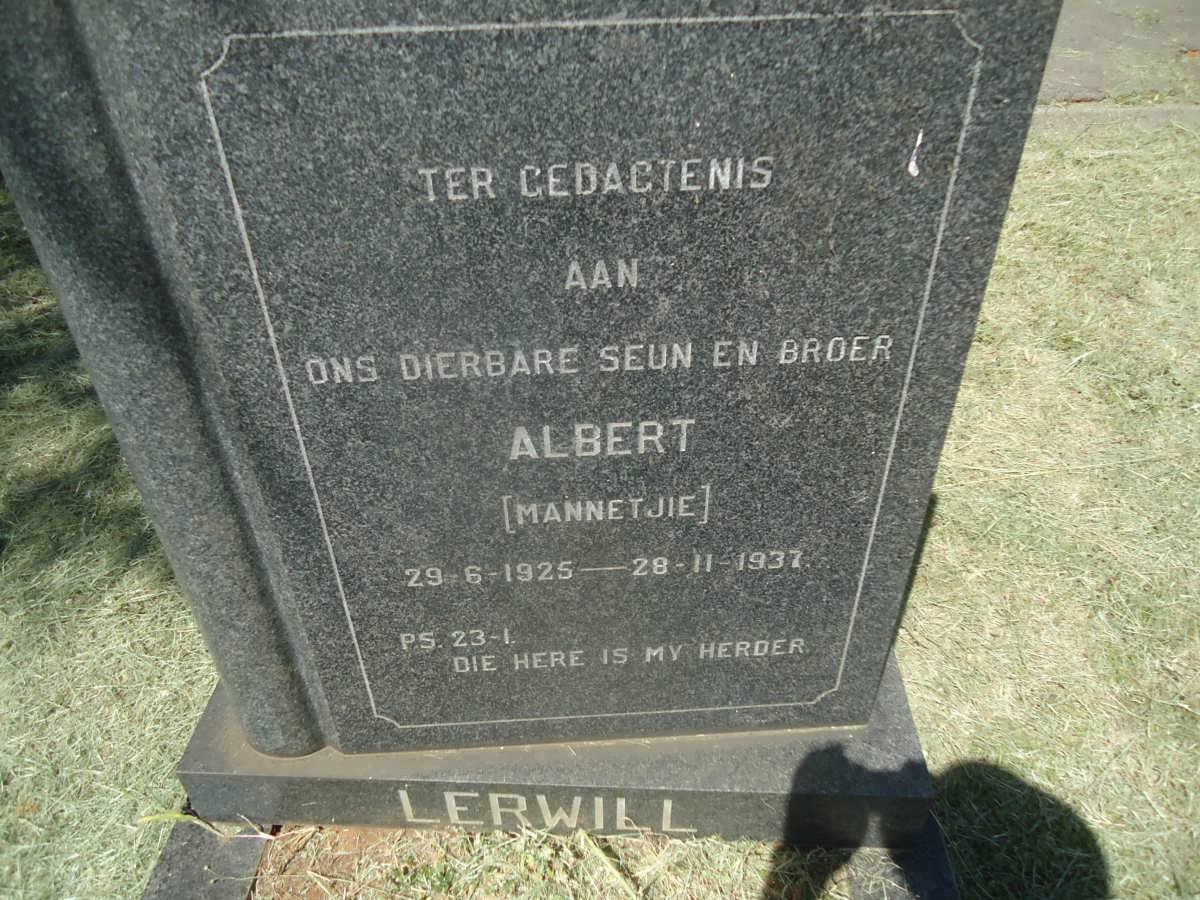 TER GEDAGTENIS
AAN
ONS DIERBARE SEUN EN BROER
ALBERT
[MANNETJIE]
29-6-1925 — 28-11-1937.
PS. 23-1.
DIE HERE IS MY HERDER.
LERWILL